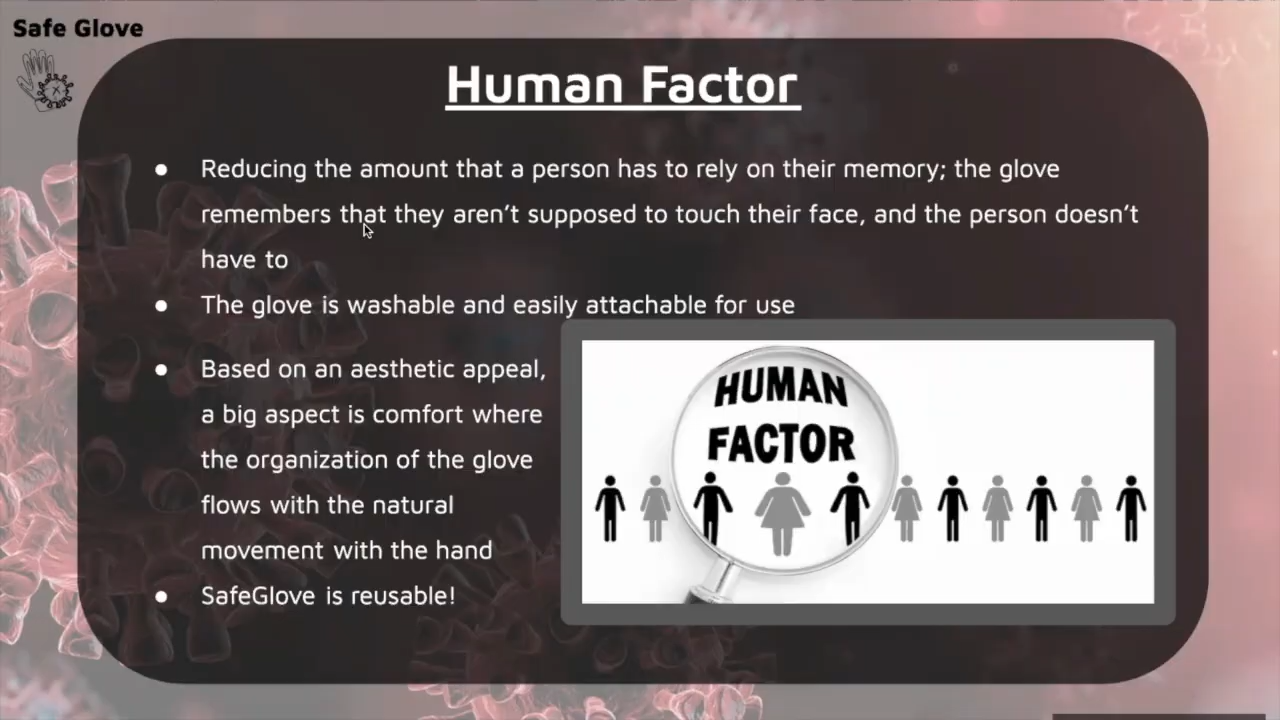 Safe Glove
Human Factor
● Reducing the amount that a person has to rely on their memory; the glove
remembers that they aren’t supposed to touch their face, and the person doesn’t
have to
● The glove is washable and easily attachable for use
● Based on an aesthetic appeal,
a big aspect is comfort where
the organization of the glove
flows with the natural
movement with the hand
● SafeGlove is reusable!
HUMAN
FACTOR